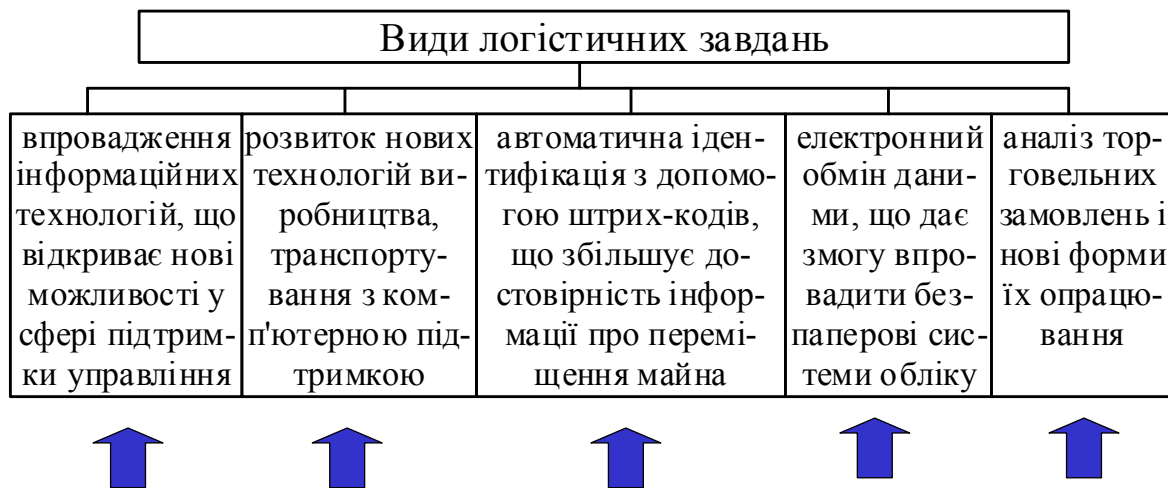 Види логістичних завдань
впровадження
інформаційних
технологій, що
відкриває нові
можливості у
сфері підтрим-
ки управління
розвиток нових
технологій ви-
робництва,
транспорту-
вання з ком-
п'ютерною під-
тримкою
автоматична іден-
тифікація з допомо-
гою штрих-кодів,
що збільшує до-
стовірність інфор-
мації про перемі-
щення майна
електронний
обмін дани-
ми, що дає
змогу впро-
вадити без-
паперові сис-
теми обліку
аналіз тор-
говельних
замовлень і
нові форми
їх опрацю-
вання